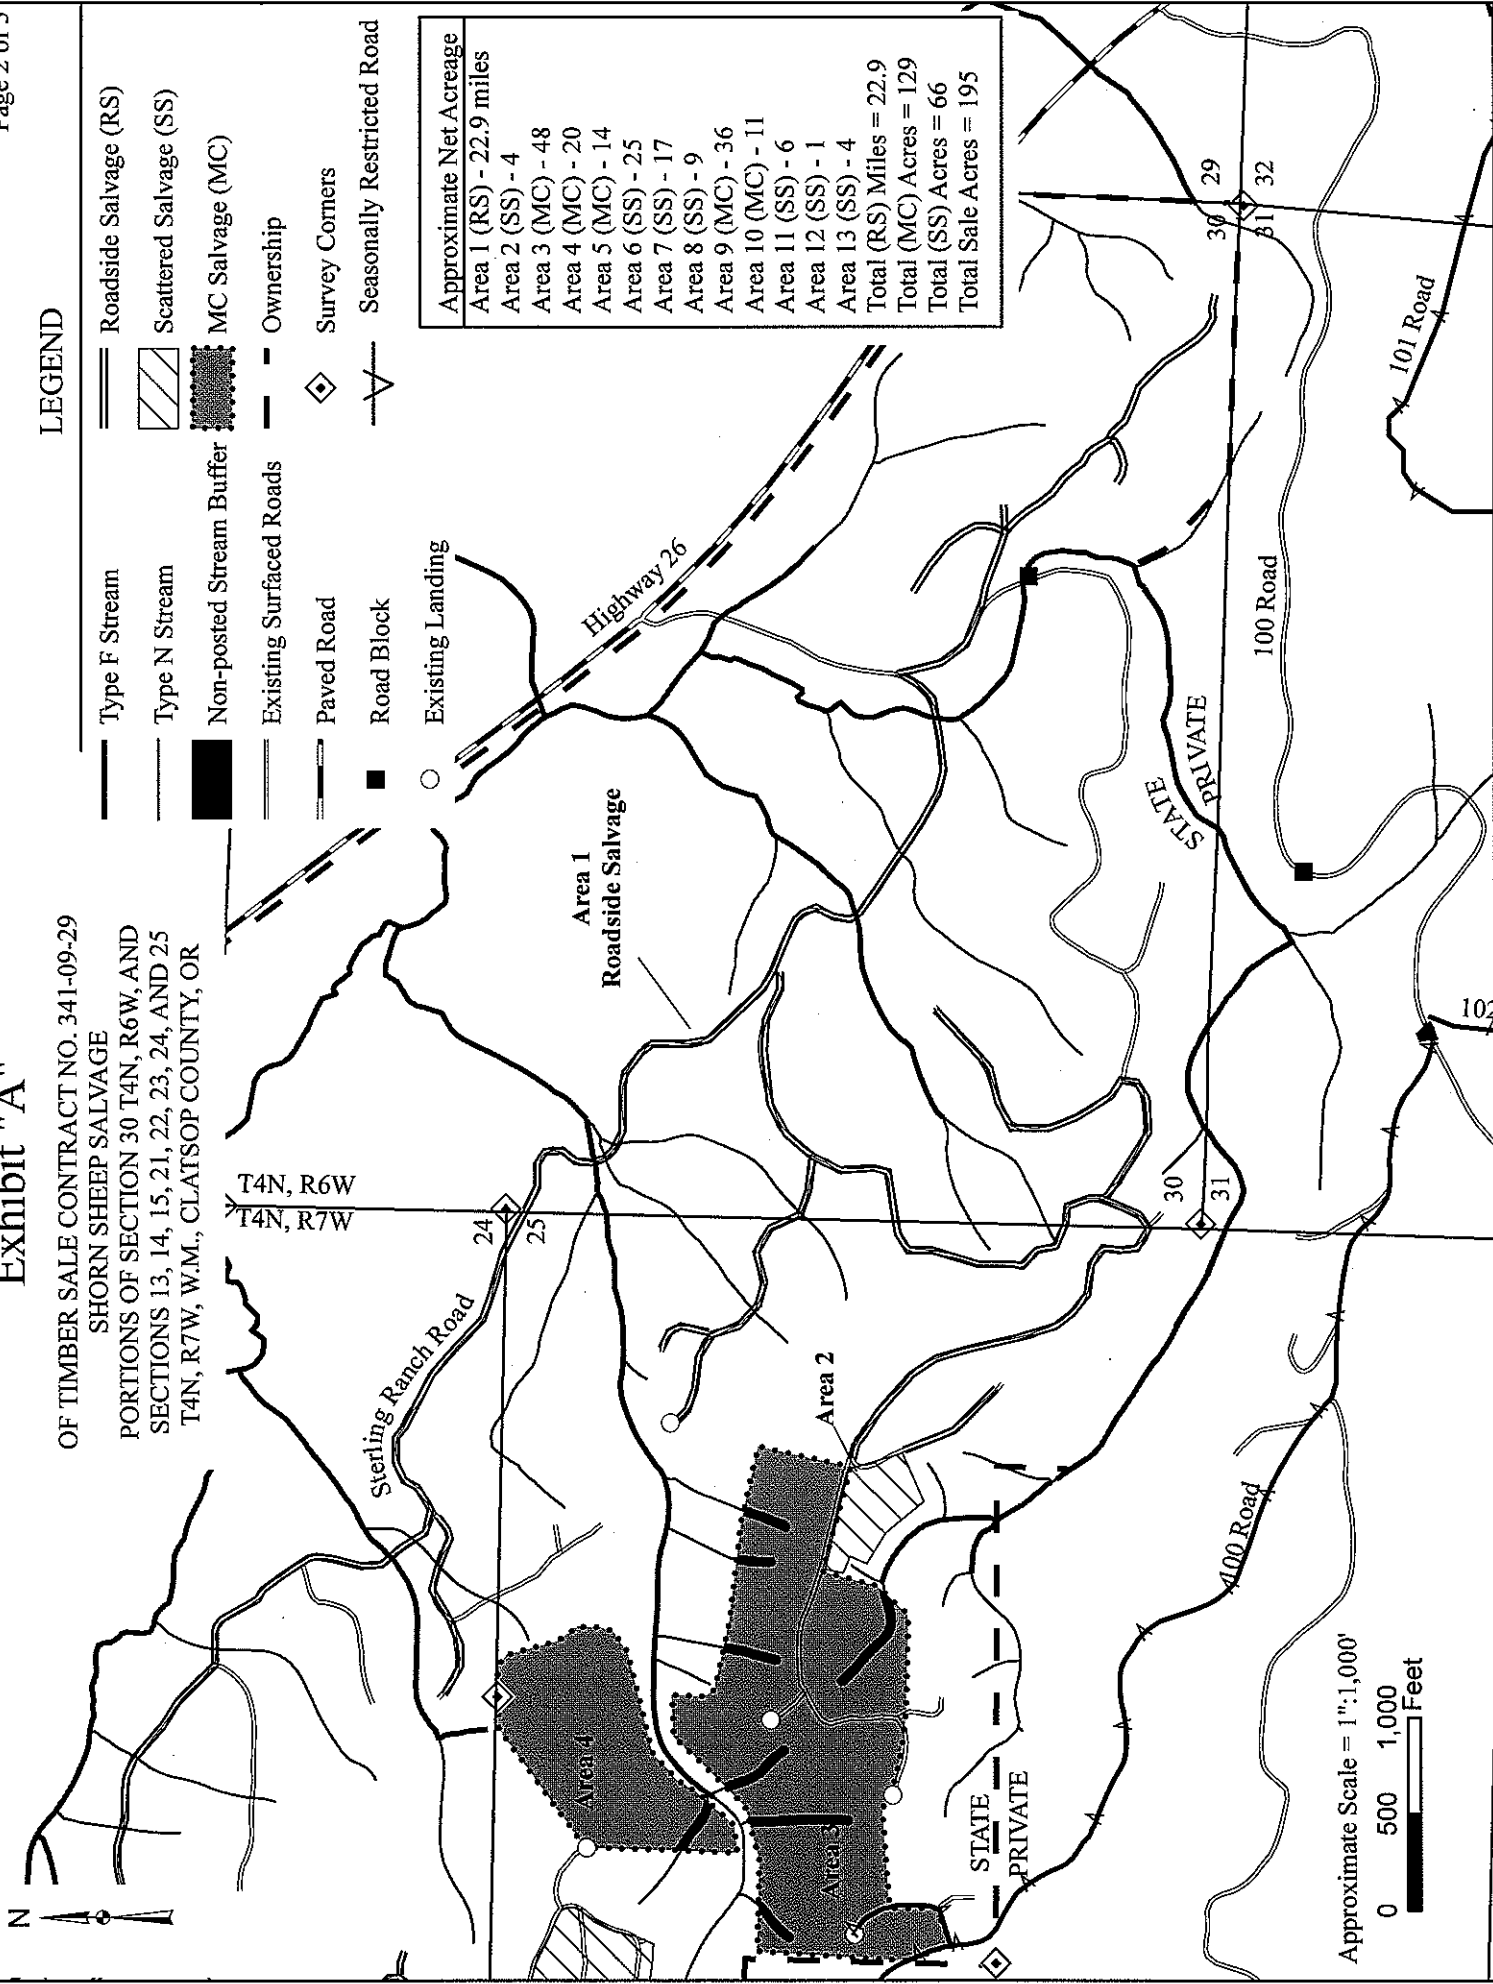 Page 2 of 3
Exhibit "A"
OF TIMBER SALE CONTRACT NO. 341-09-29
SHORN SHEEP SALVAGE
PORTIONS OF SECTION 30 T4N, R6W, AND
SECTIONS 13, 14, 15, 21, 22, 23, 24, AND 25
T4N, R7W, W.M., CLATSOP COUNTY, OR
LEGEND
Type F Stream
Type N Stream
Non-posted Stream Buffer
Existing Surfaced Roads
Paved Road
Road Block
Existing Landing
Roadside Salvage (RS)
Scattered Salvage (SS)
MC Salvage (MC)
Ownership
Survey Corners
Seasonally Restricted Road
Approximate Net Acreage
Area 1 (RS) - 22.9 miles
Area 2 (SS) - 4
Area 3 (MC) - 48
Area 4 (MC) - 20
Area 5 (MC) - 14
Area 6 (SS) - 25
Area 7 (SS) - 17
Area 8 (SS) - 9
Area 9 (MC) - 36
Area 10 (MC) - 11
Area 11 (SS) - 6
Area 12 (SS) - 1
Area 13 (SS) - 4
Total (RS) Miles = 22.9
Total (MC) Acres = 129
Total (SS) Acres = 66
Total Sale Acres = 195
N
T4N, R6W
T4N, R7W
24
25
Sterling Ranch Road
Highway 26
Area 1
Roadside Salvage
Area 2
Area 4
Area 3
STATE
PRIVATE
STATE
PRIVATE
30
31
30
29
31
32
100 Road
101 Road
102
400 Road
Approximate Scale = 1":1,000'
0 500 1,000
Feet